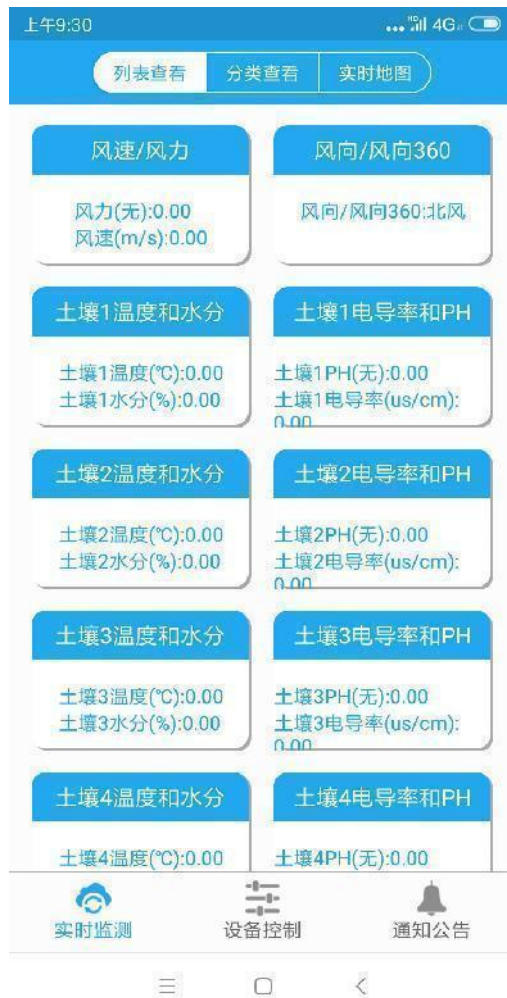 上午9:30
4G
列表查看 分类查看 实时地图
风速/风力
风力(无):0.00
风速(m/s):0.00
风向/风向360
风向/风向360:北风
土壤1温度和水分
土壤1温度(℃):0.00
土壤1水分(%):0.00
土壤1电导率和PH
土壤1PH(无):0.00
土壤1电导率(us/cm):
0.00
土壤2温度和水分
土壤2温度(℃):0.00
土壤2水分(%):0.00
土壤2电导率和PH
土壤2PH(无):0.00
土壤2电导率(us/cm):
0.00
土壤3温度和水分
土壤3温度(℃):0.00
土壤3水分(%):0.00
土壤3电导率和PH
土壤3PH(无):0.00
土壤3电导率(us/cm):
0.00
土壤4温度和水分
土壤4温度(℃):0.00
土壤4电导率和PH
土壤4PH(无):0.00
实时监测 设备控制 通知公告